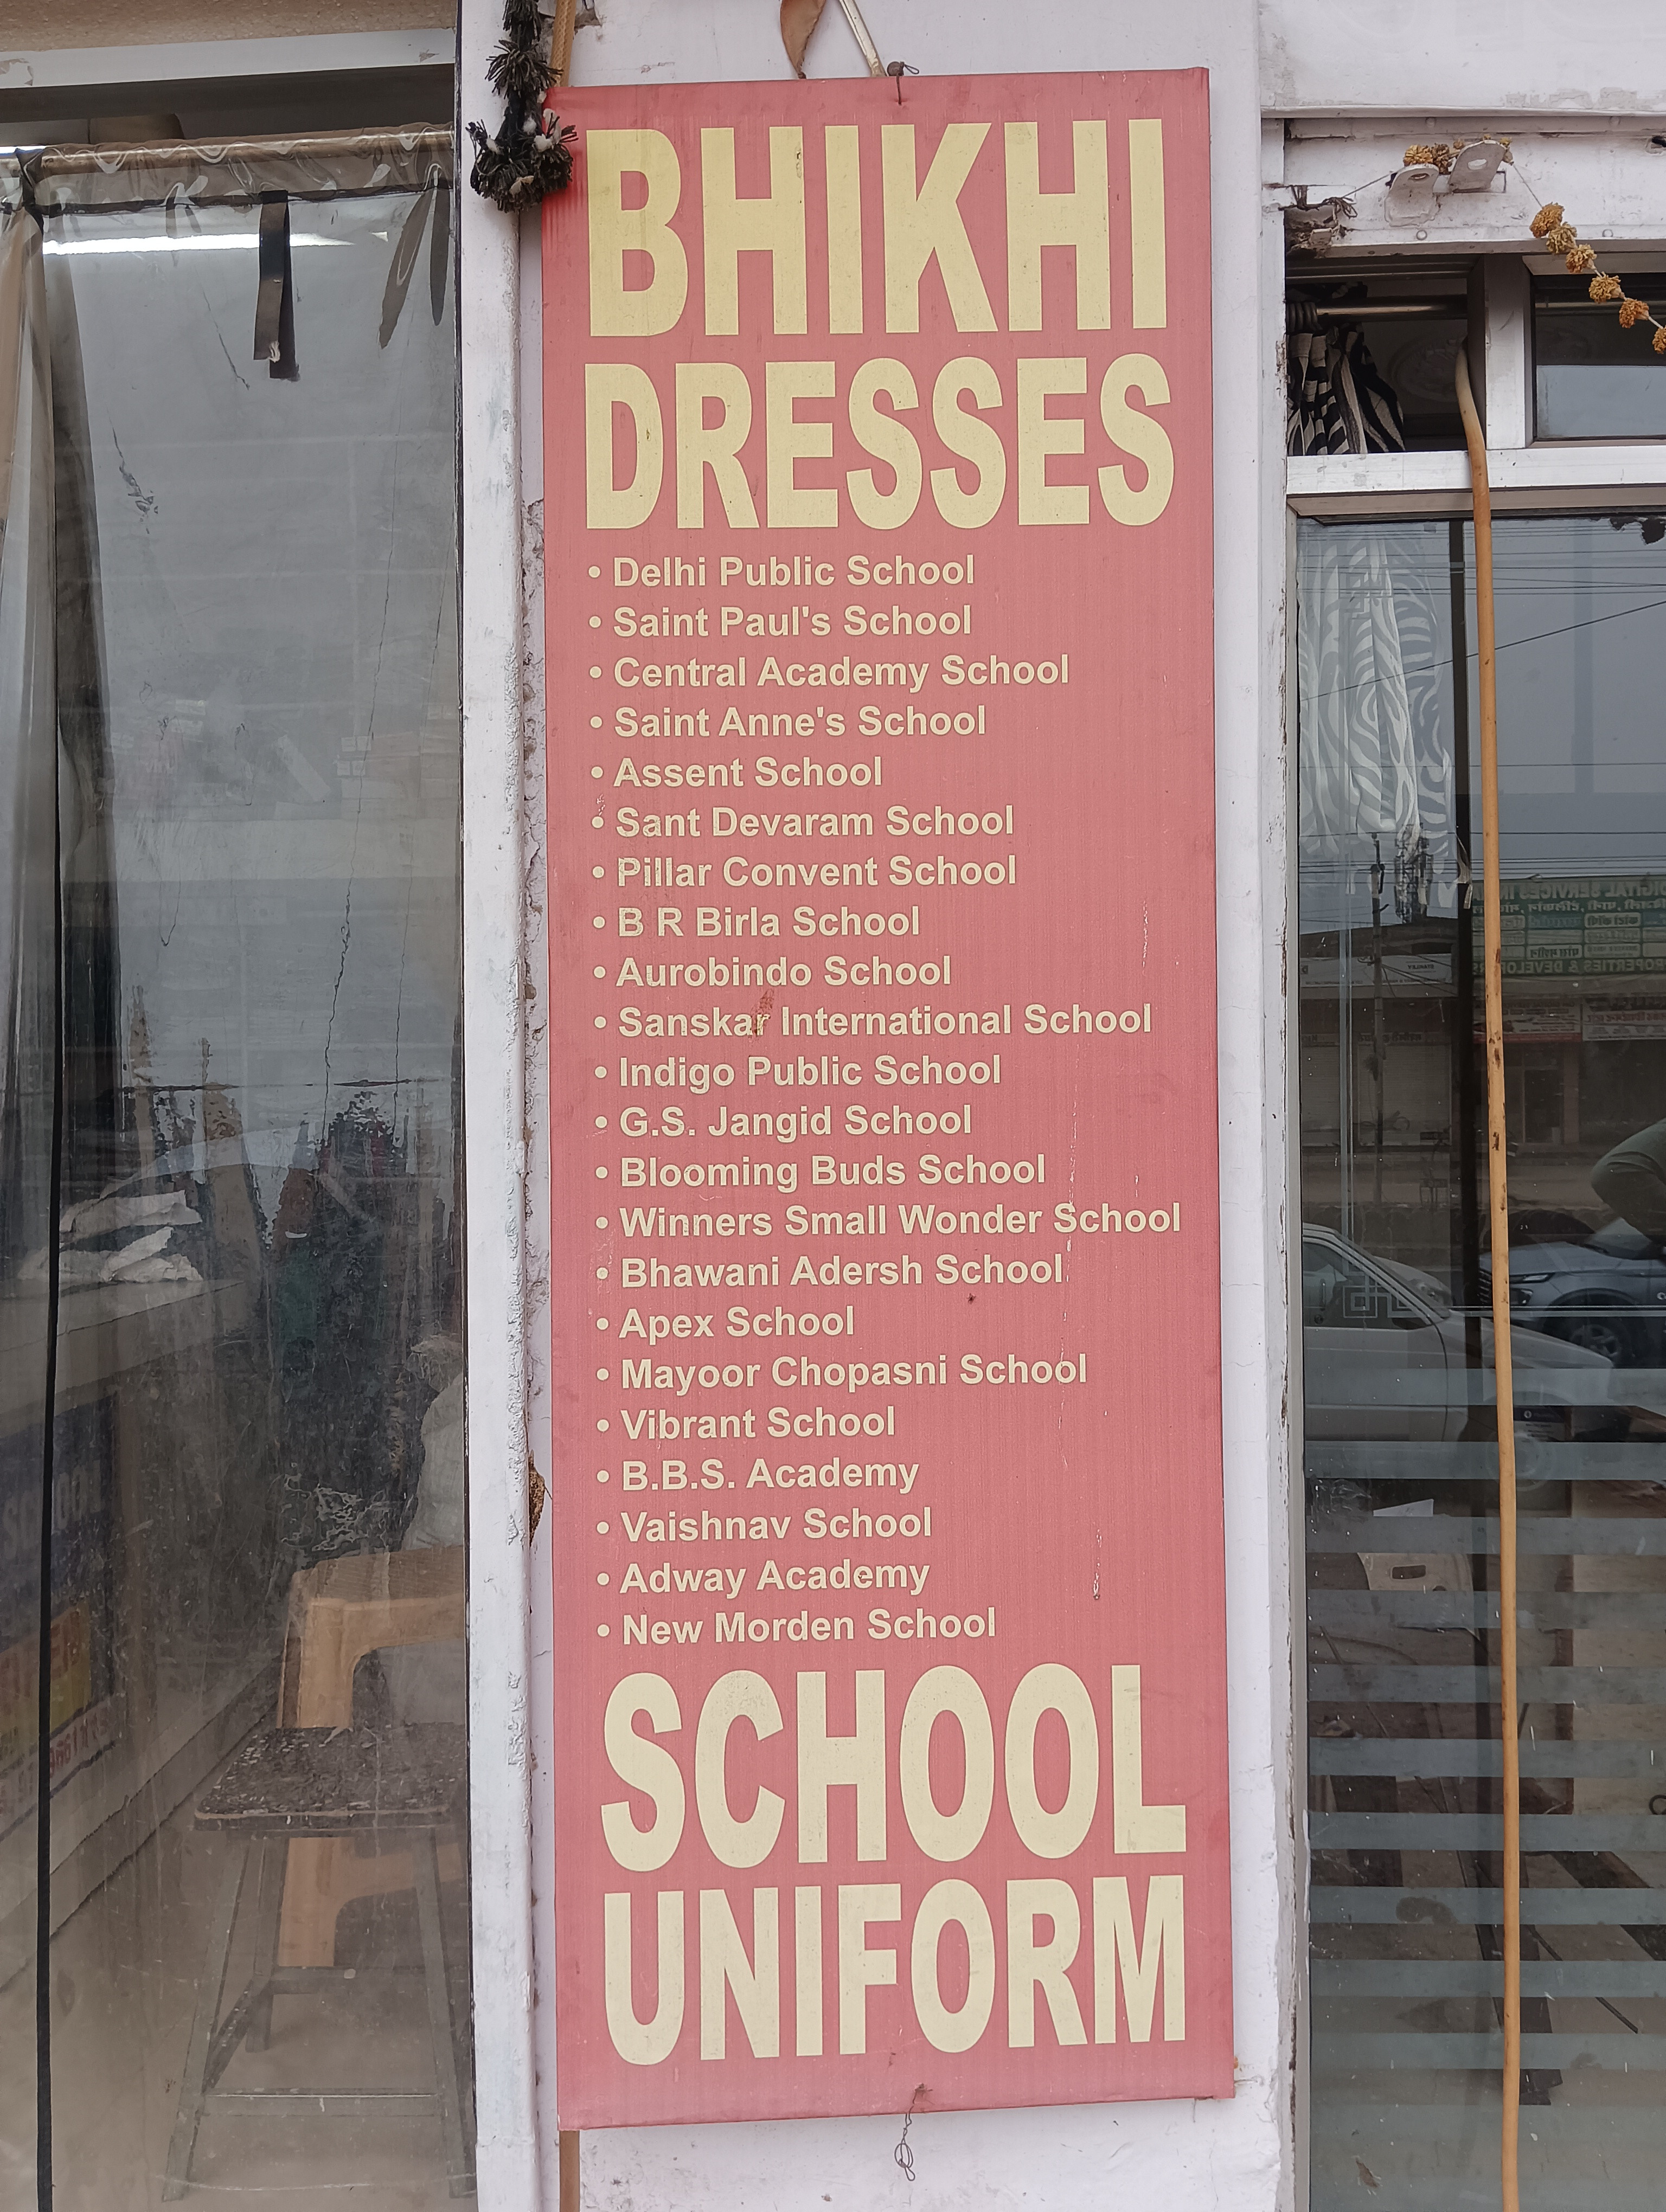 BHIKHI
DRESSES
• Delhi Public School
• Saint Paul's School
• Central Academy School
• Saint Anne's School
• Assent School
• Sant Devaram School
• Pillar Convent School
• B R Birla School
• Aurobindo School
• Sanskar International School
• Indigo Public School
• G.S. Jangid School
• Blooming Buds School
• Winners Small Wonder School
• Bhawani Adersh School
• Apex School
• Mayoor Chopasni School
• Vibrant School
• B.B.S. Academy
• Vaishnav School
• Adway Academy
• New Morden School
SCHOOL
UNIFORM